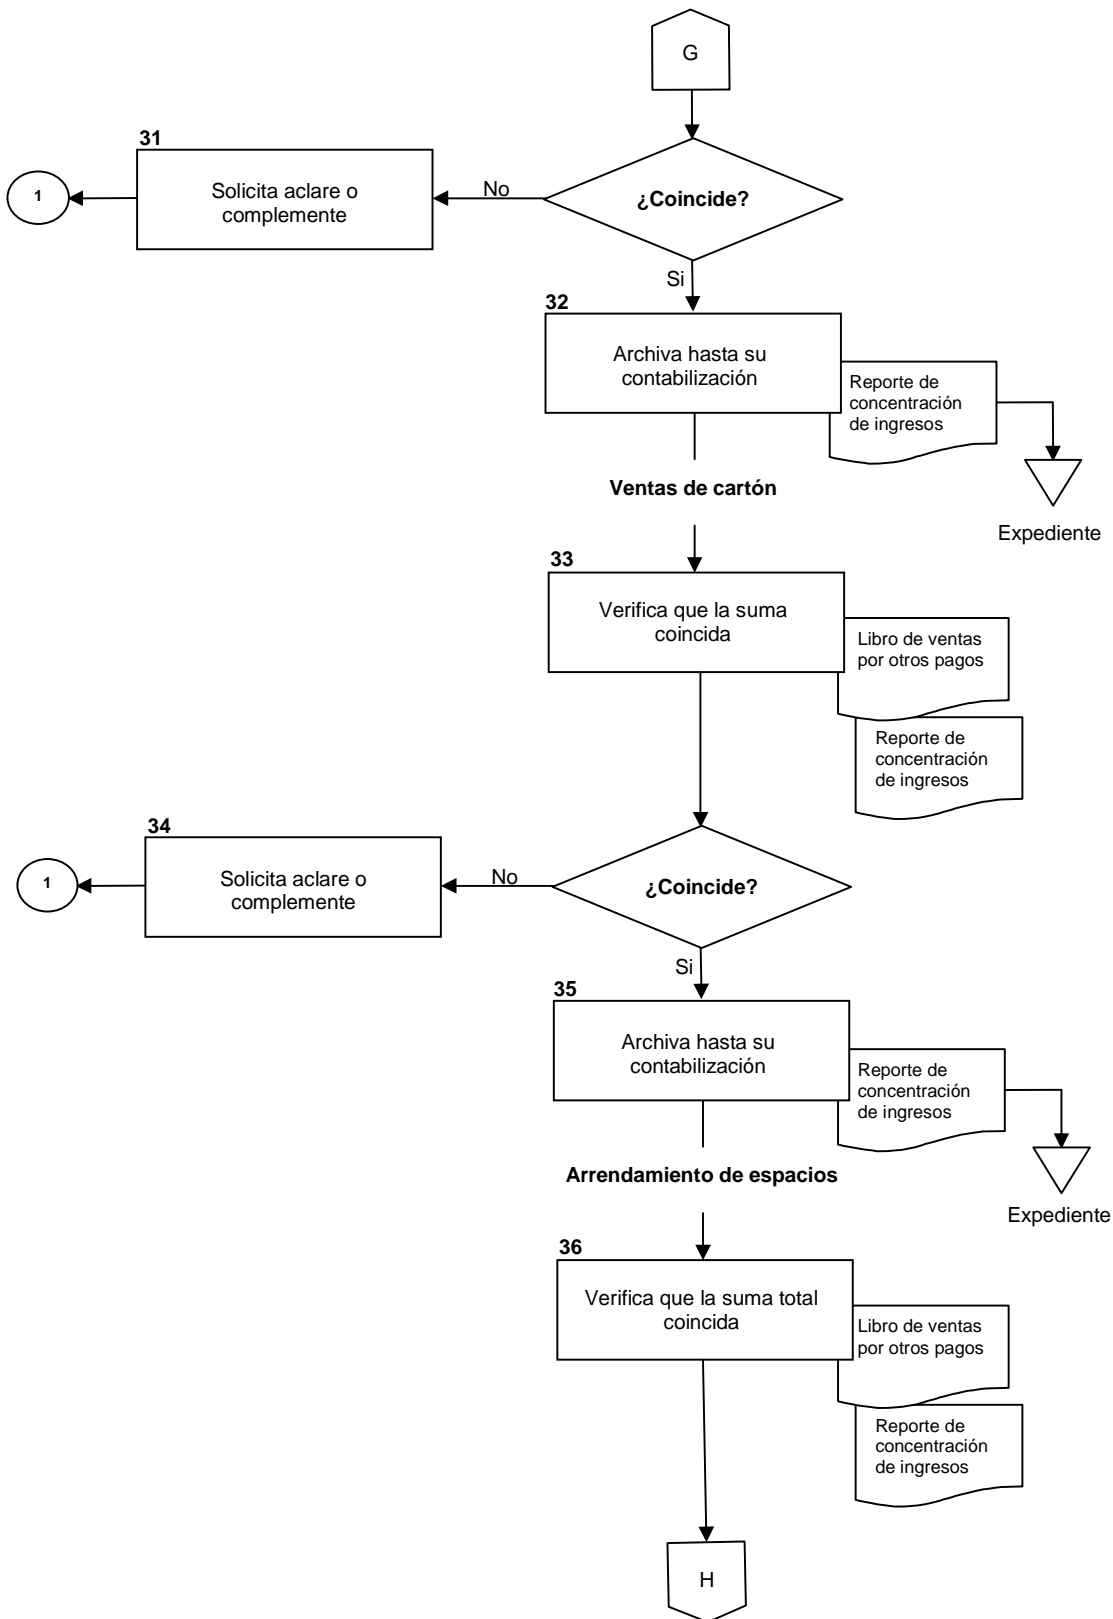 G
31
Solicita aclare o
complemente
1
No
¿Coincide?
Si
32
Archiva hasta su
contabilización
Reporte de
concentración
de ingresos
Expediente
Ventas de cartón
33
Verifica que la suma
coincida
Libro de ventas
por otros pagos
Reporte de
concentración
de ingresos
34
Solicita aclare o
complemente
1
No
¿Coincide?
Si
35
Archiva hasta su
contabilización
Reporte de
concentración
de ingresos
Expediente
Arrendamiento de espacios
36
Verifica que la suma total
coincida
Libro de ventas
por otros pagos
Reporte de
concentración
de ingresos
H